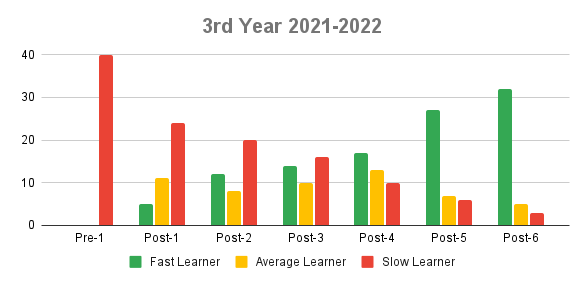 3rd Year 2021-2022
40
30
20
10
0
Pre-1 Post-1 Post-2 Post-3 Post-4 Post-5 Post-6
Fast Learner Average Learner Slow Learner